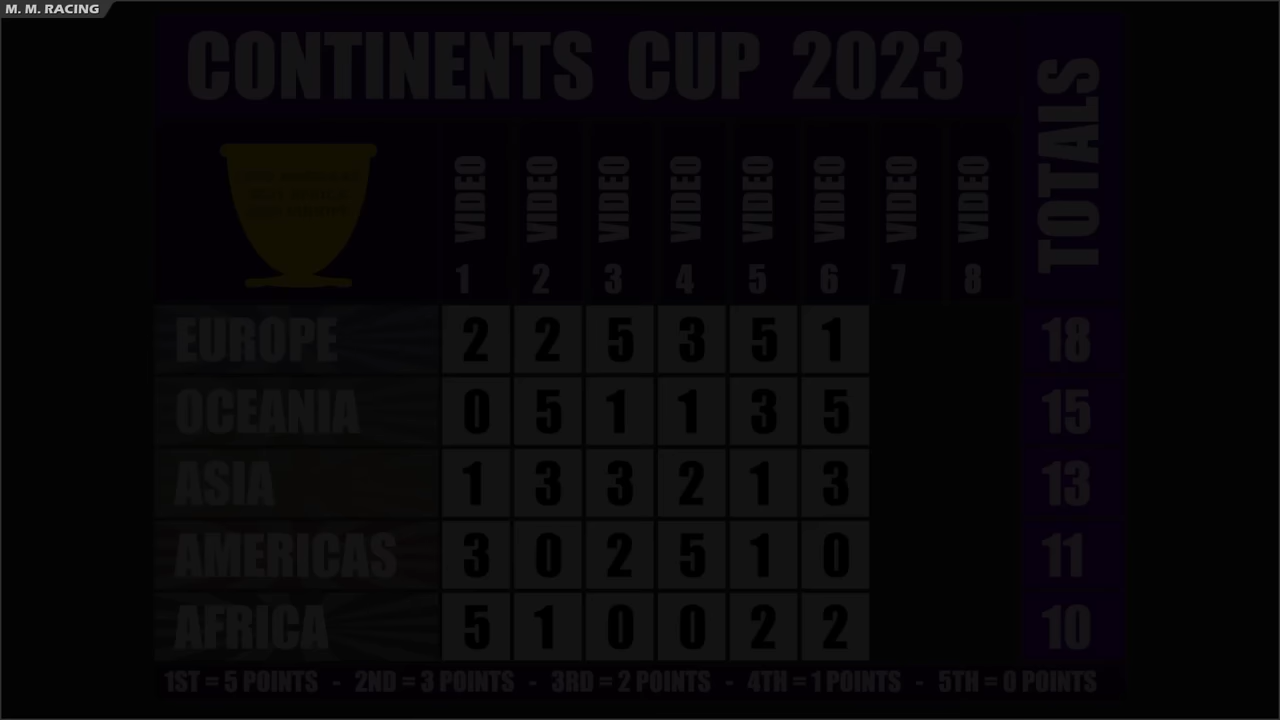 M. M. RACING
CONTINENTS CUP 2023
TOTALS
VIDEO 1 VIDEO 2 VIDEO 3 VIDEO 4 VIDEO 5 VIDEO 6 VIDEO 7 VIDEO 8
EUROPE 2 2 5 3 5 1 18
OCEANIA 0 5 1 1 3 5 15
ASIA 1 3 3 2 1 3 13
AMERICAS 3 0 2 5 1 0 11
AFRICA 5 1 0 0 2 2 10
1ST = 5 POINTS - 2ND = 3 POINTS - 3RD = 2 POINTS - 4TH = 1 POINTS - 5TH = 0 POINTS